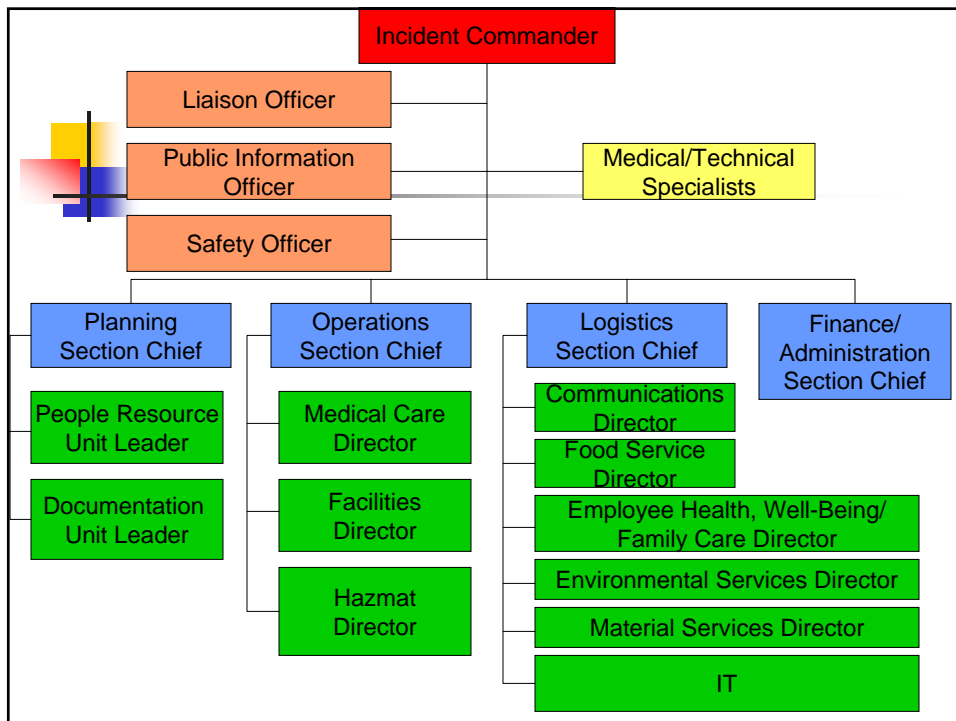 Incident Commander
Liaison Officer
Public Information
Officer
Medical/Technical
Specialists
Safety Officer
Planning
Section Chief
People Resource
Unit Leader
Documentation
Unit Leader
Operations
Section Chief
Medical Care
Director
Facilities
Director
Hazmat
Director
Logistics
Section Chief
Communications
Director
Food Service
Director
Employee Health, Well-Being/
Family Care Director
Environmental Services Director
Material Services Director
IT
Finance/
Administration
Section Chief